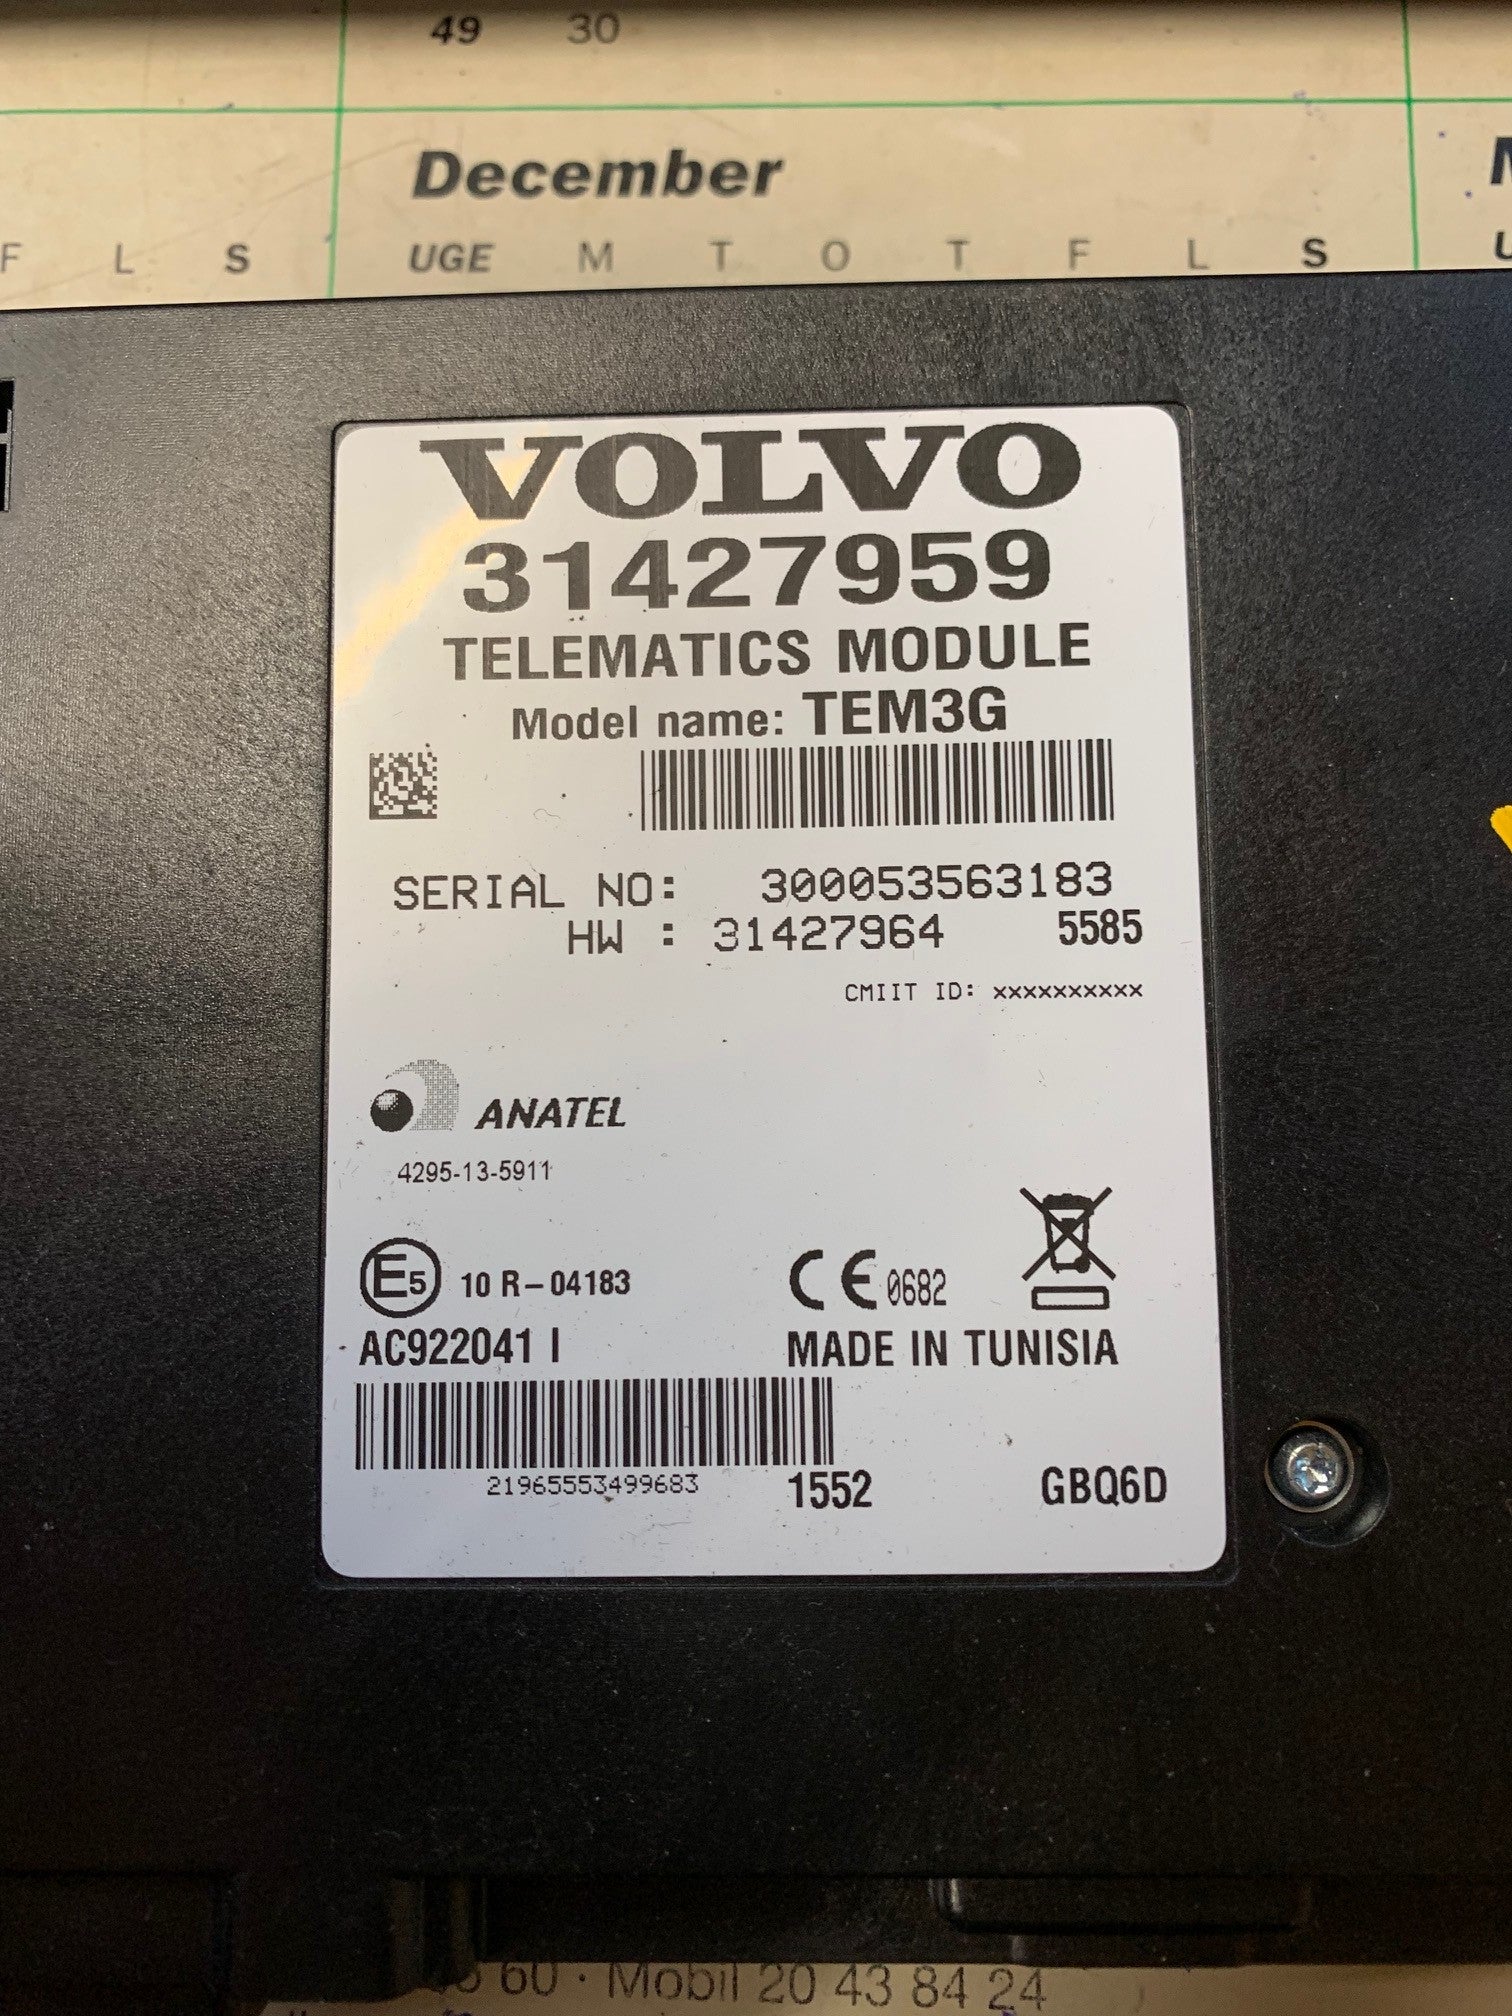 49 30
December
F L S UGE M T O T F L S
VOLVO
31427959
TELEMATICS MODULE
Model name: TEM3G
SERIAL NO: 300053563183
HW : 31427964 5585
CMIIT ID: xxxxxxxxxx
ANATEL
4295-13-5911
E5 10 R-04183
CE 0682
AC922041 I
MADE IN TUNISIA
21965553499683
1552
GBQ6D
60 · Mobil 20 43 84 24